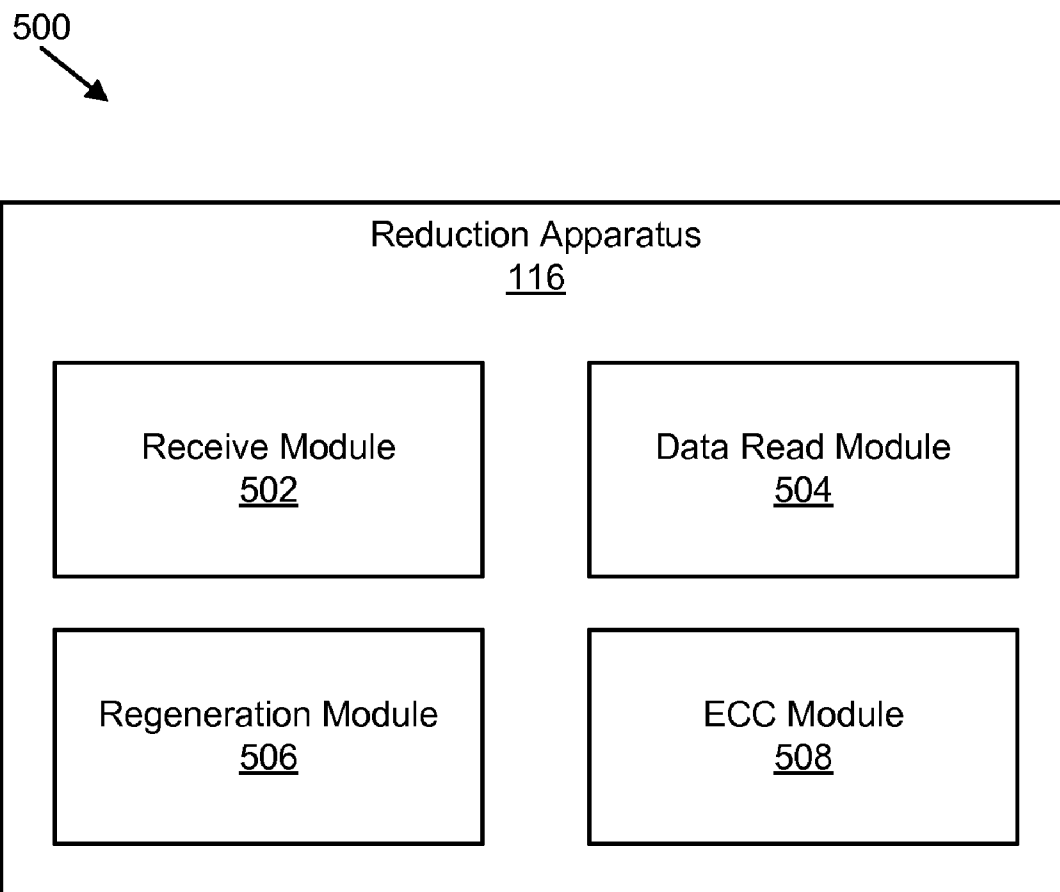 500
Reduction Apparatus
116
Receive Module
502
Data Read Module
504
Regeneration Module
506
ECC Module
508